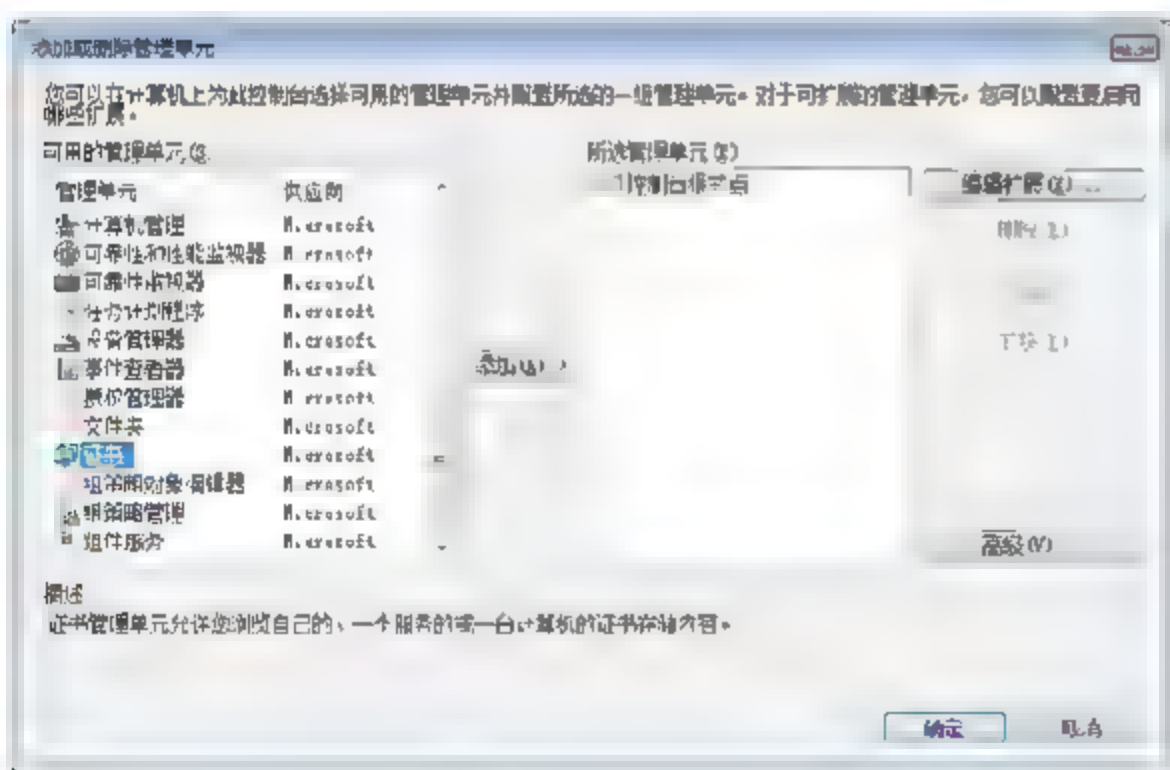 添加或删除管理单元
您可以在计算机上为此控制台选择可用的管理单元并配置所选的一组管理单元。对于可扩展的管理单元，您可以配置要启用
哪些扩展。
可用的管理单元(S):
所选管理单元(E):
管理单元 供应商
控制台根节点
编辑扩展(X)...
计算机管理 Microsoft
删除(R)
可靠性和性能监视器 Microsoft
可靠性监视器 Microsoft
任务计划程序 Microsoft
设备管理器 Microsoft
下移(D)
事件查看器 Microsoft
添加(A) >
授权管理器 Microsoft
文件夹 Microsoft
证书 Microsoft
组策略对象编辑器 Microsoft
组策略管理 Microsoft
组件服务 Microsoft
高级(V)
描述
证书管理单元允许您浏览自己的、一个服务的或一台计算机的证书存储内容。
确定
取消